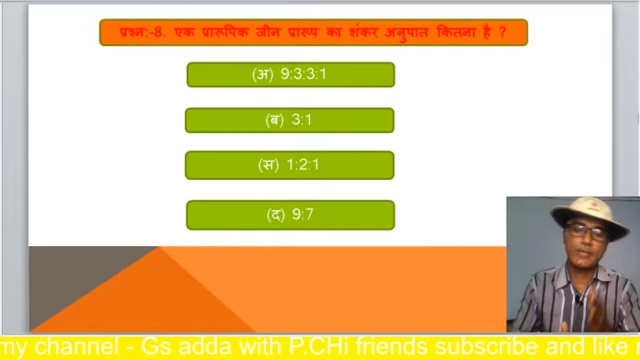 प्रश्न:-8. एक प्रारूपिक जीन प्रारूप का शंकर अनुपात कितना है ?
(अ) 9:3:3:1
(ब) 3:1
(स) 1:2:1
(द) 9:7
my channel - Gs adda with P.CHi friends subscribe and like